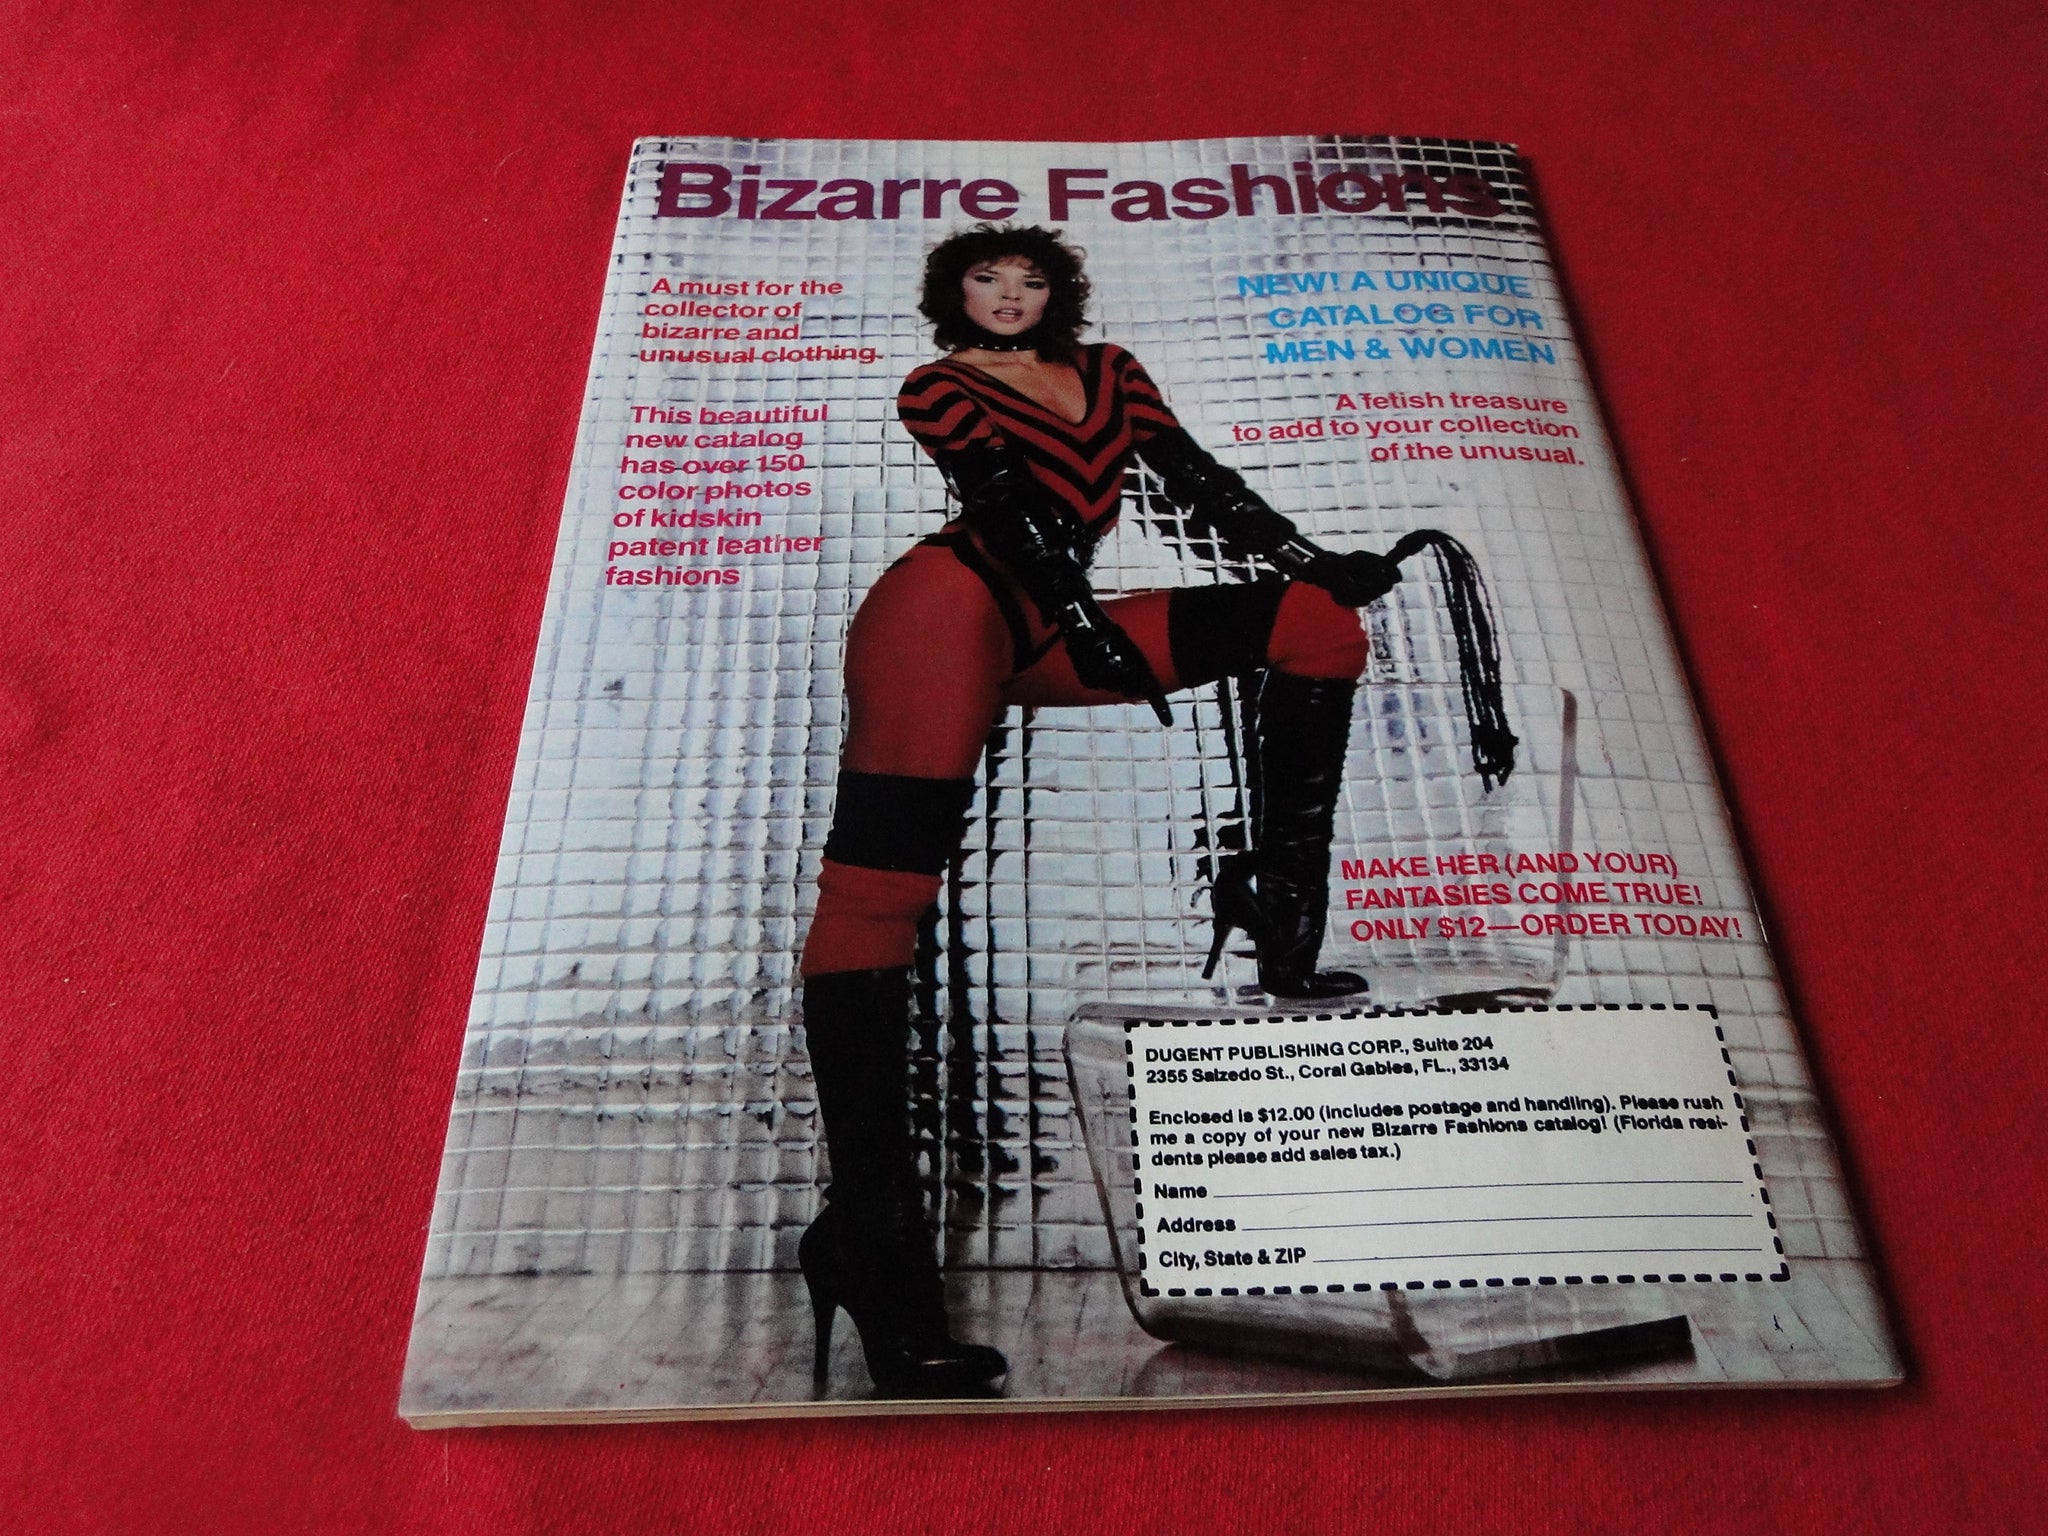 Bizarre Fashions
A must for the
collector of
bizarre and
unusual clothing.
This beautiful
new catalog
has over 150
color photos
of kidskin
patent leather
fashions
NEW! A UNIQUE
CATALOG FOR
MEN & WOMEN
A fetish treasure
to add to your collection
of the unusual.
MAKE HER (AND YOUR)
FANTASIES COME TRUE!
ONLY $12—ORDER TODAY!
DUGENT PUBLISHING CORP., Suite 204
2355 Salzedo St., Coral Gables, FL., 33134
Enclosed is $12.00 (includes postage and handling). Please rush
me a copy of your new Bizarre Fashions catalog! (Florida resi-
dents please add sales tax.)
Name
Address
City, State & ZIP